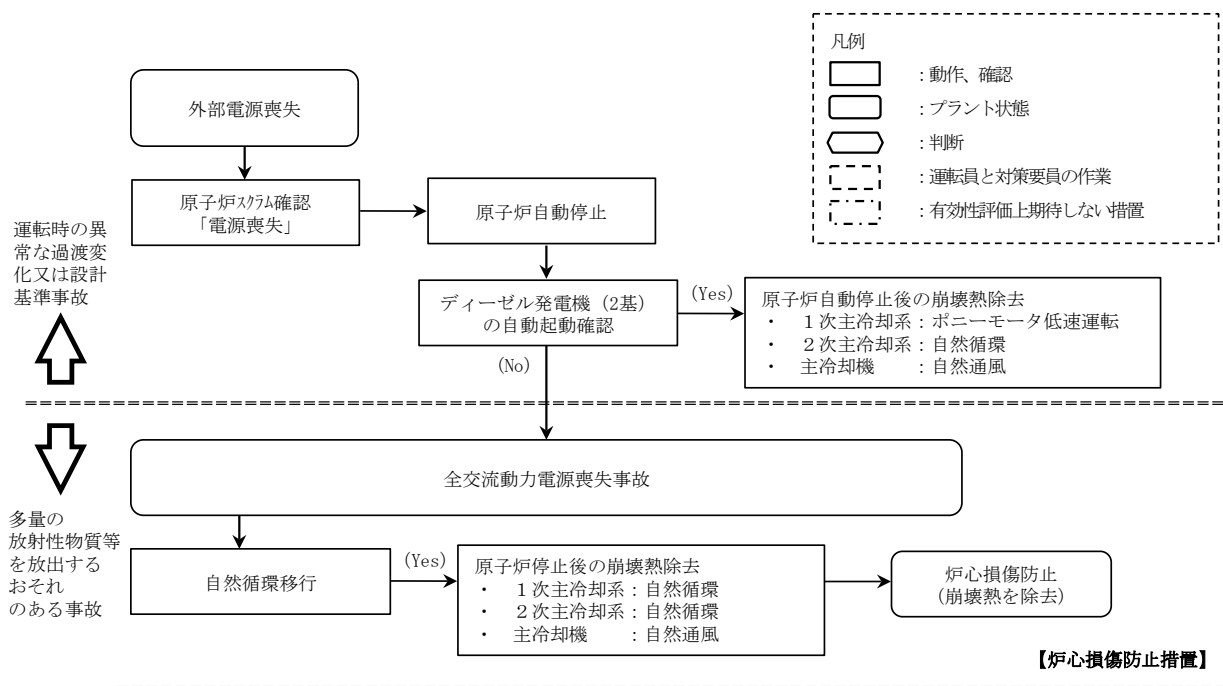 凡例
：動作、確認
：プラント状態
：判断
：運転員と対策要員の作業
：有効性評価上期待しない措置
外部電源喪失
原子炉ｽｸﾗﾑ確認
「電源喪失」
原子炉自動停止
運転時の異
常な過渡変
化又は設計
基準事故
ディーゼル発電機（2基）
の自動起動確認
(Yes)
(No)
原子炉自動停止後の崩壊熱除去
・ １次主冷却系：ポニーモータ低速運転
・ ２次主冷却系：自然循環
・ 主冷却機 ：自然通風
全交流動力電源喪失事故
多量の
放射性物質等
を放出する
おそれ
のある事故
自然循環移行
(Yes)
原子炉停止後の崩壊熱除去
・ １次主冷却系：自然循環
・ ２次主冷却系：自然循環
・ 主冷却機 ：自然通風
炉心損傷防止
(崩壊熱を除去)
【炉心損傷防止措置】